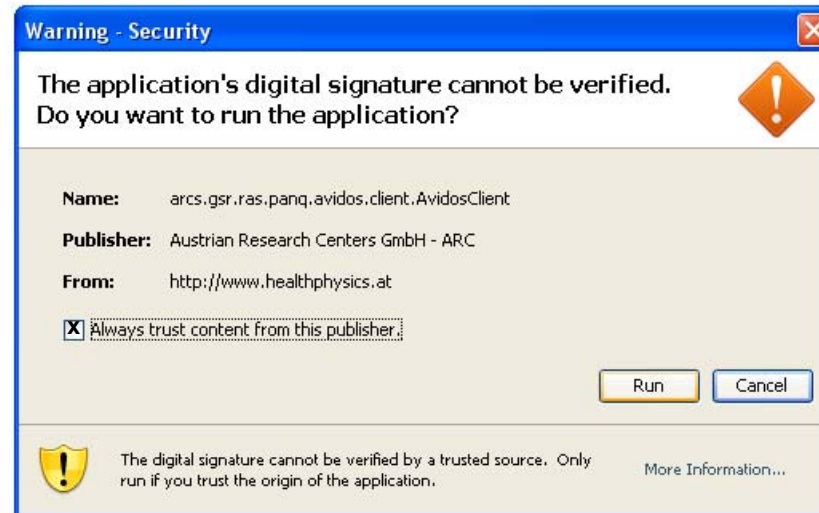 Warning - Security
The application's digital signature cannot be verified.
Do you want to run the application?
Name: arcs.gsr.ras.panq.avidos.client.AvidosClient
Publisher: Austrian Research Centers GmbH - ARC
From: http://www.healthphysics.at
X Always trust content from this publisher.
Run Cancel
The digital signature cannot be verified by a trusted source. Only
run if you trust the origin of the application.
More Information...